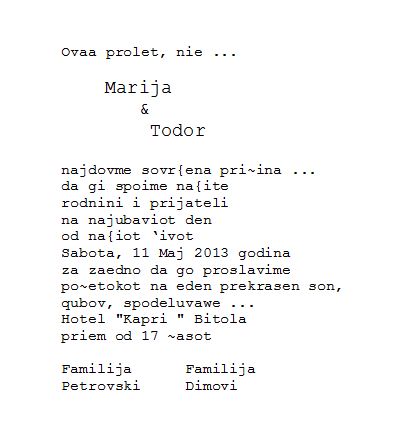 Ovaa prolet, nie ...
Marija
&
Todor
najdovme sovr{ena pri~ina ...
da gi spoime na{ite
rodnini i prijateli
na najubaviot den
od na{iot `ivot
Sabota, 11 Maj 2013 godina
za zaedno da go proslavime
po~etokot na eden prekrasen son,
qubov, spodeluvawe ...
Hotel "Kapri " Bitola
priem od 17 ~asot
Familija Familija
Petrovski Dimovi